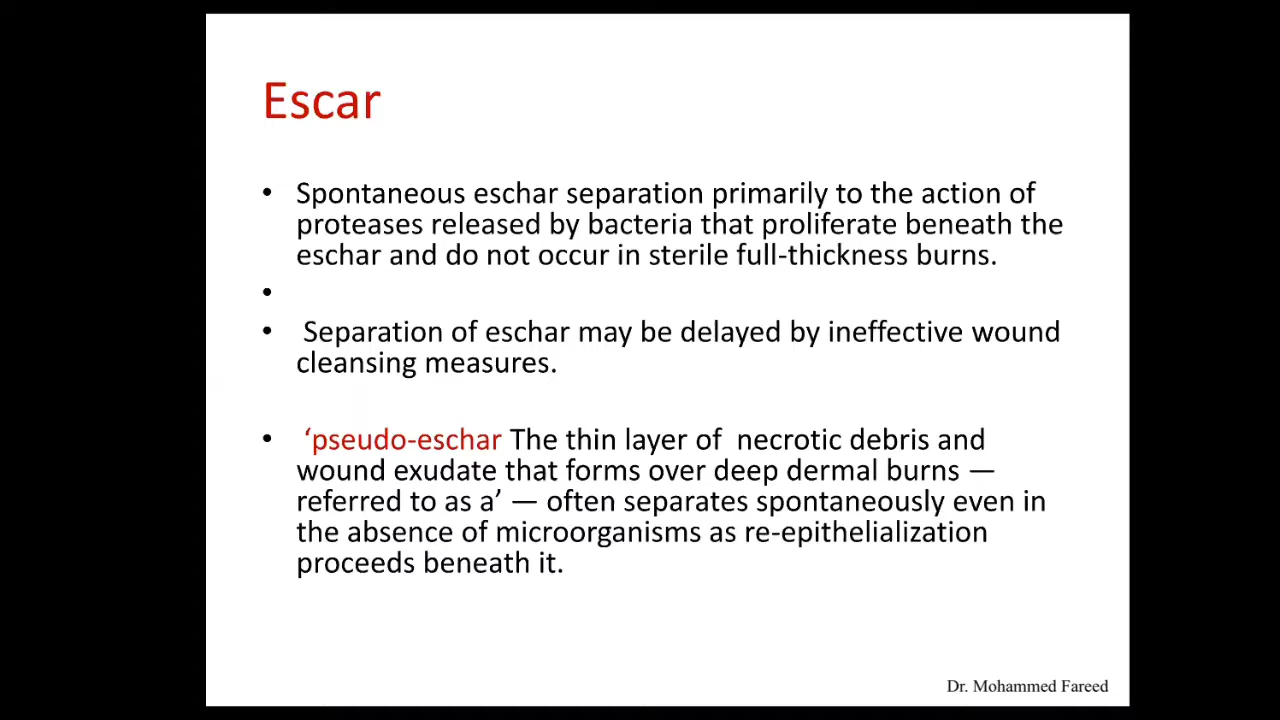 Escar
• Spontaneous eschar separation primarily to the action of
proteases released by bacteria that proliferate beneath the
eschar and do not occur in sterile full-thickness burns.
•
• Separation of eschar may be delayed by ineffective wound
cleansing measures.
• ‘pseudo-eschar The thin layer of  necrotic debris and
wound exudate that forms over deep dermal burns —
referred to as a’ — often separates spontaneously even in
the absence of microorganisms as re-epithelialization
proceeds beneath it.
Dr. Mohammed Fareed